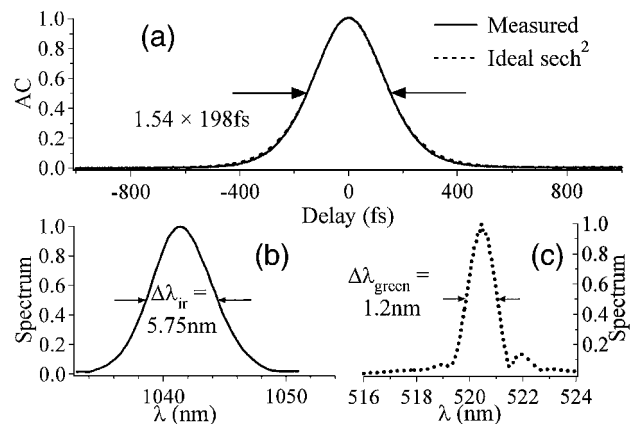 (a)
Measured
Ideal sech²
AC
1.0
0.8
0.6
0.4
0.2
0.0
1.54 × 198fs
-800 -400 0 400 800
Delay (fs)
(b)
Spectrum
1.0
0.8
0.6
0.4
0.2
0.0
Δλir =
5.75nm
1040 1050
λ (nm)
(c)
Δλgreen =
1.2nm
1.0
0.8
0.6
0.4
0.2
Spectrum
516 518 520 522 524
λ (nm)